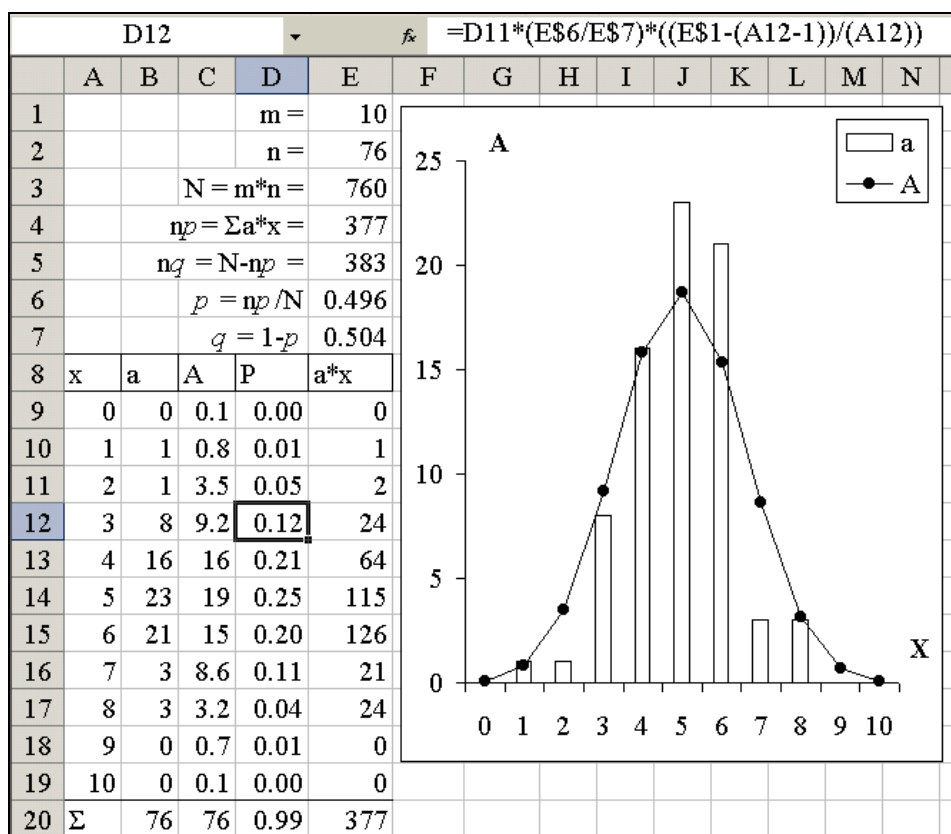 D12 fx =D11*(E$6/E$7)*((E$1-(A12-1))/(A12))
A B C D E F G H I J K L M N
1 m = 10
2 n = 76
3 N = m*n = 760
4 np = Σa*x = 377
5 nq = N-np = 383
6 p = np/N 0.496
7 q = 1-p 0.504
8 x a A P a*x
9 0 0 0.1 0.00 0
10 1 1 0.8 0.01 1
11 2 1 3.5 0.05 2
12 3 8 9.2 0.12 24
13 4 16 16 0.21 64
14 5 23 19 0.25 115
15 6 21 15 0.20 126
16 7 3 8.6 0.11 21
17 8 3 3.2 0.04 24
18 9 0 0.7 0.01 0
19 10 0 0.1 0.00 0
20 Σ 76 76 0.99 377
A
a
A
25
20
15
10
5
0
X
0 1 2 3 4 5 6 7 8 9 10